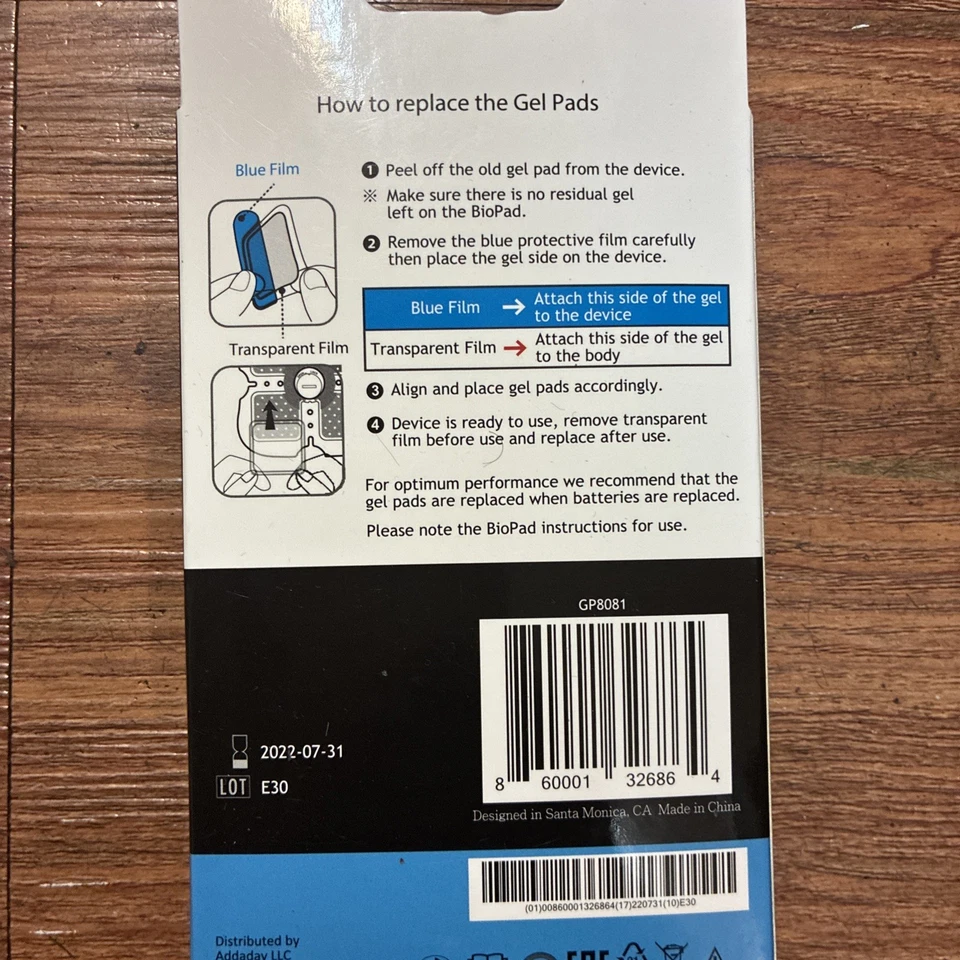 How to replace the Gel Pads
Blue Film
Transparent Film
❶ Peel off the old gel pad from the device.
※ Make sure there is no residual gel
left on the BioPad.
❷ Remove the blue protective film carefully
then place the gel side on the device.
Blue Film → Attach this side of the gel
to the device
Transparent Film → Attach this side of the gel
to the body
❸ Align and place gel pads accordingly.
❹ Device is ready to use, remove transparent
film before use and replace after use.
For optimum performance we recommend that the
gel pads are replaced when batteries are replaced.
Please note the BioPad instructions for use.
GP8081
8 60001 32686 4
2022-07-31
LOT E30
Designed in Santa Monica, CA Made in China
(01)00860001326864(17)220731(10)E30
Distributed by
Addaday LLC